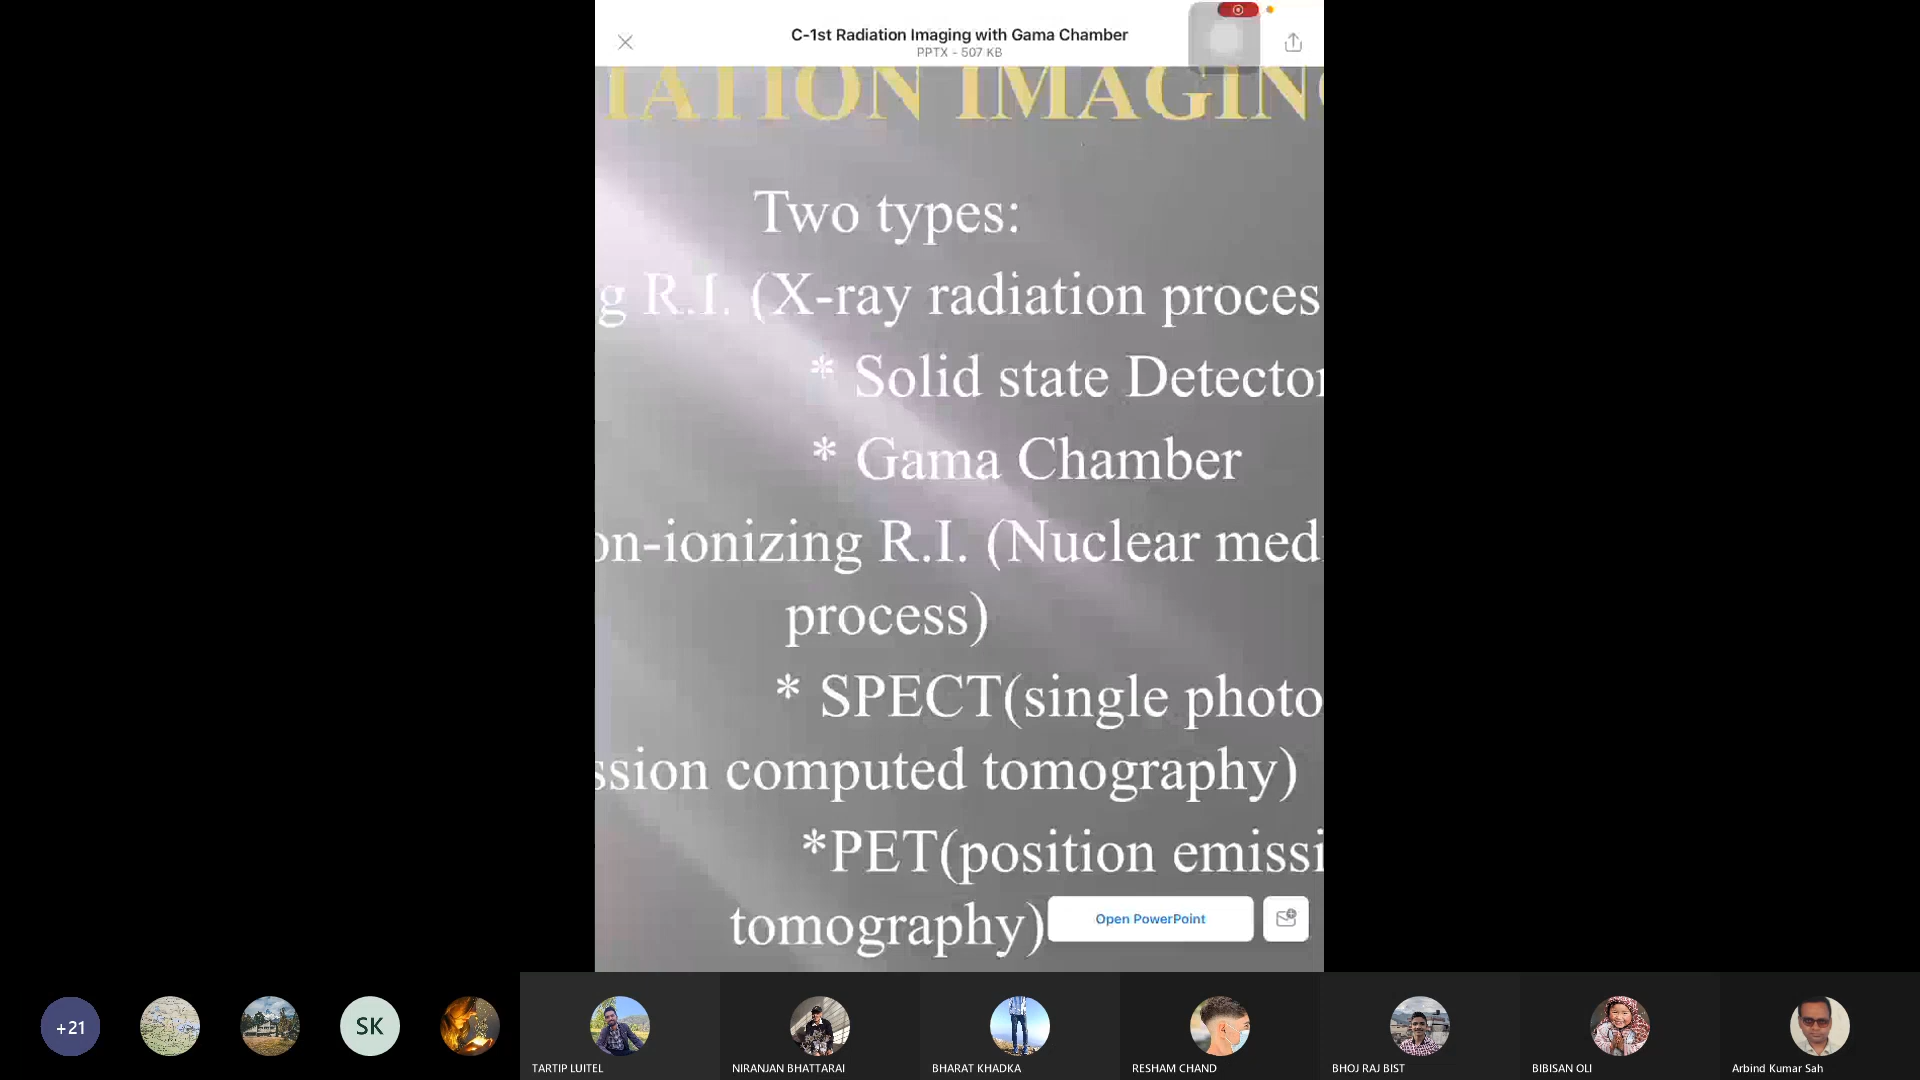 C-1st Radiation Imaging with Gama Chamber
PPTX - 507 KB
IATION IMAGING
Two types:
g R.I. (X-ray radiation proces
* Solid state Detector
* Gama Chamber
on-ionizing R.I. (Nuclear med
process)
* SPECT(single photo
ssion computed tomography)
*PET(position emissi
tomography)
Open PowerPoint
+21
SK
TARTIP LUITEL
NIRANJAN BHATTARAI
BHARAT KHADKA
RESHAM CHAND
BHOJ RAJ BIST
BIBISAN OLI
Arbind Kumar Sah